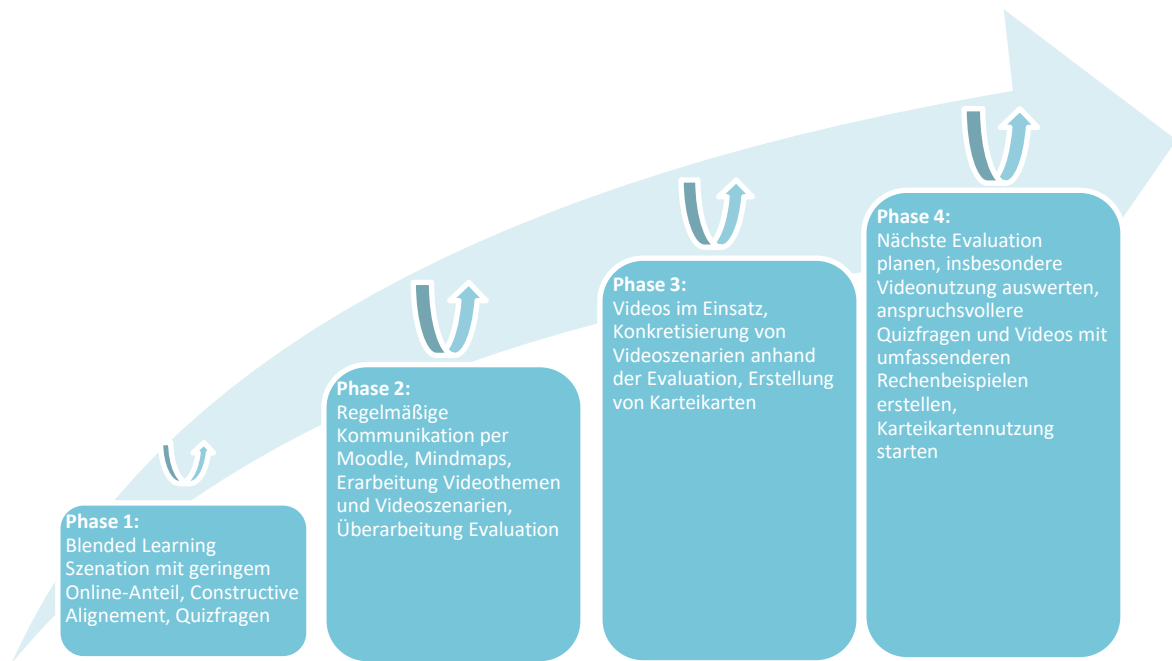 Phase 1:
Blended Learning
Szenation mit geringem
Online-Anteil, Constructive
Alignement, Quizfragen
Phase 2:
Regelmäßige
Kommunikation per
Moodle, Mindmaps,
Erarbeitung Videothemen
und Videoszenarien,
Überarbeitung Evaluation
Phase 3:
Videos im Einsatz,
Konkretisierung von
Videoszenarien anhand
der Evaluation, Erstellung
von Karteikarten
Phase 4:
Nächste Evaluation
planen, insbesondere
Videonutzung auswerten,
anspruchsvollere
Quizfragen und Videos mit
umfassenderen
Rechenbeispielen
erstellen,
Karteikartennutzung
starten